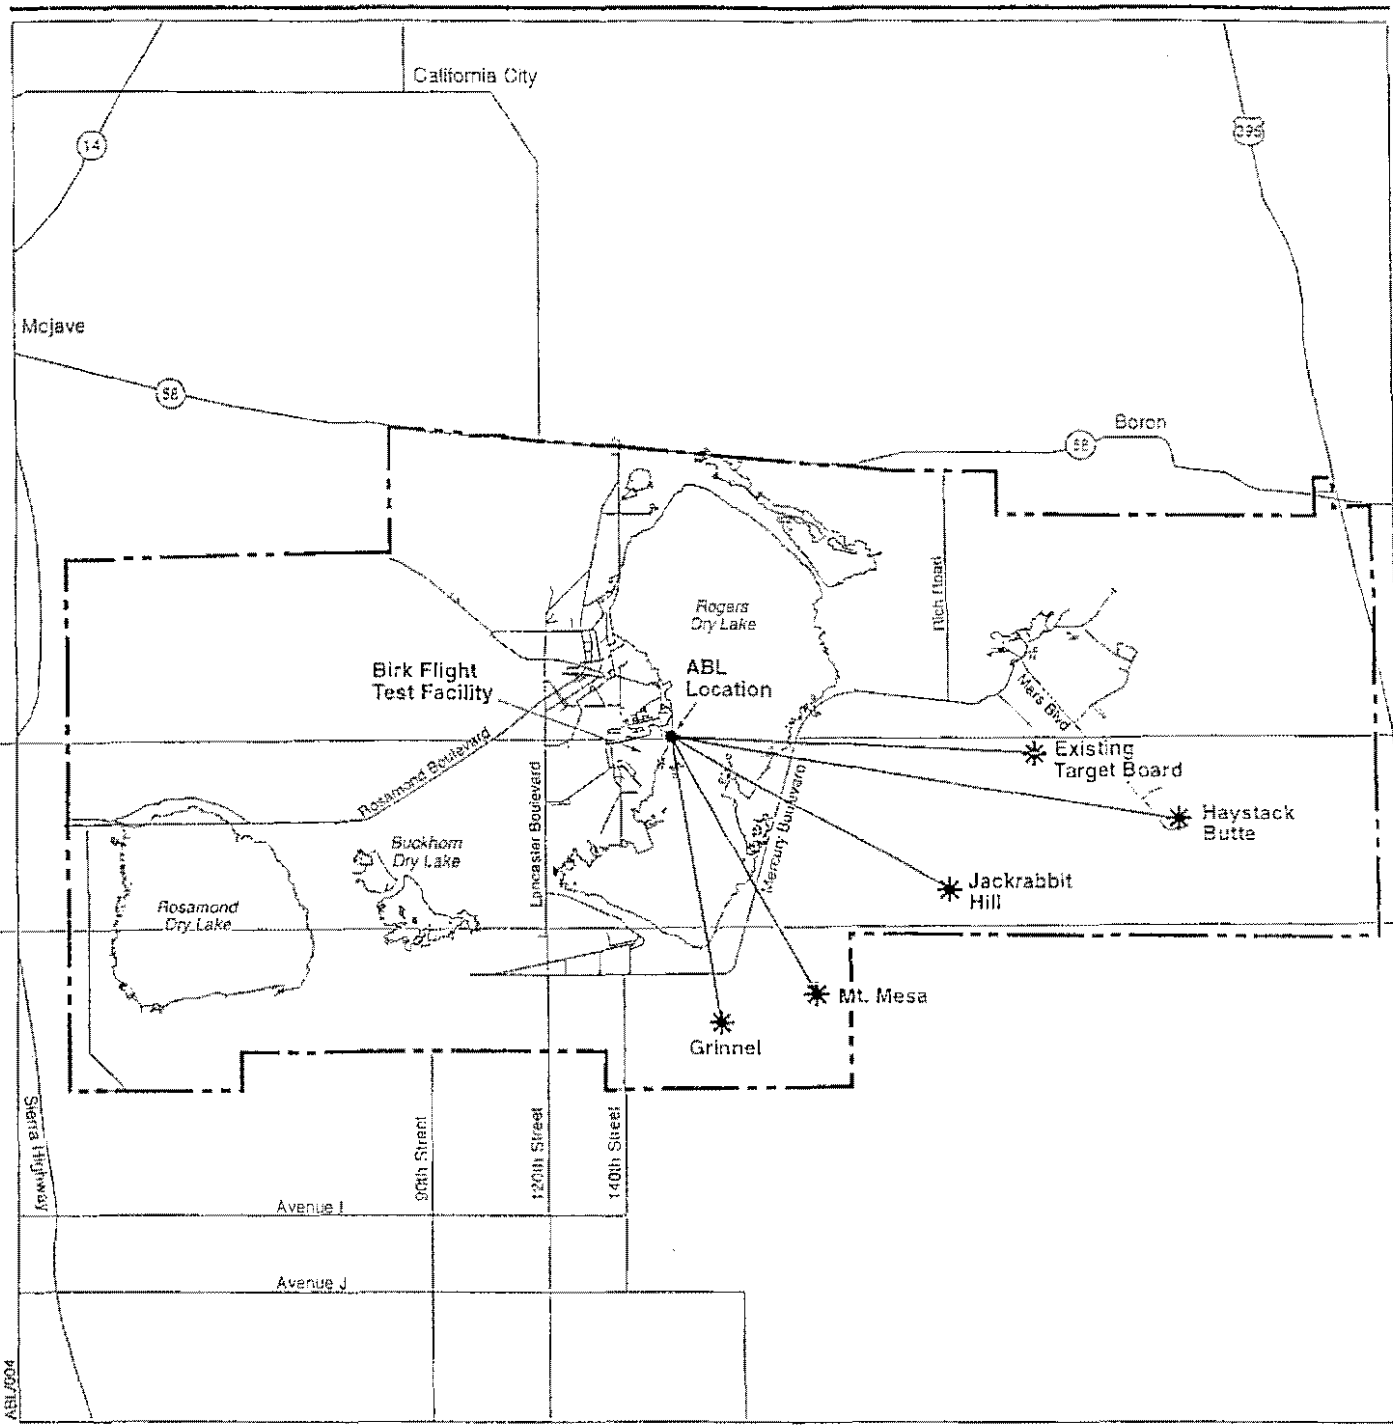 California City
14
395
Mcjave
58
Boron
58
Rogers
Dry Lake
Rich Road
Birk Flight
Test Facility
ABL
Location
Mars Blvd
Existing
Target Board
Rosamond Boulevard
Lancaster Boulevard
Mercury Boulevard
Haystack
Butte
Buckhorn
Dry Lake
Jackrabbit
Hill
Rosamond
Dry Lake
Mt. Mesa
Grinnel
Sierra Highway
90th Street
120th Street
140th Street
Avenue I
Avenue J
ABL/004